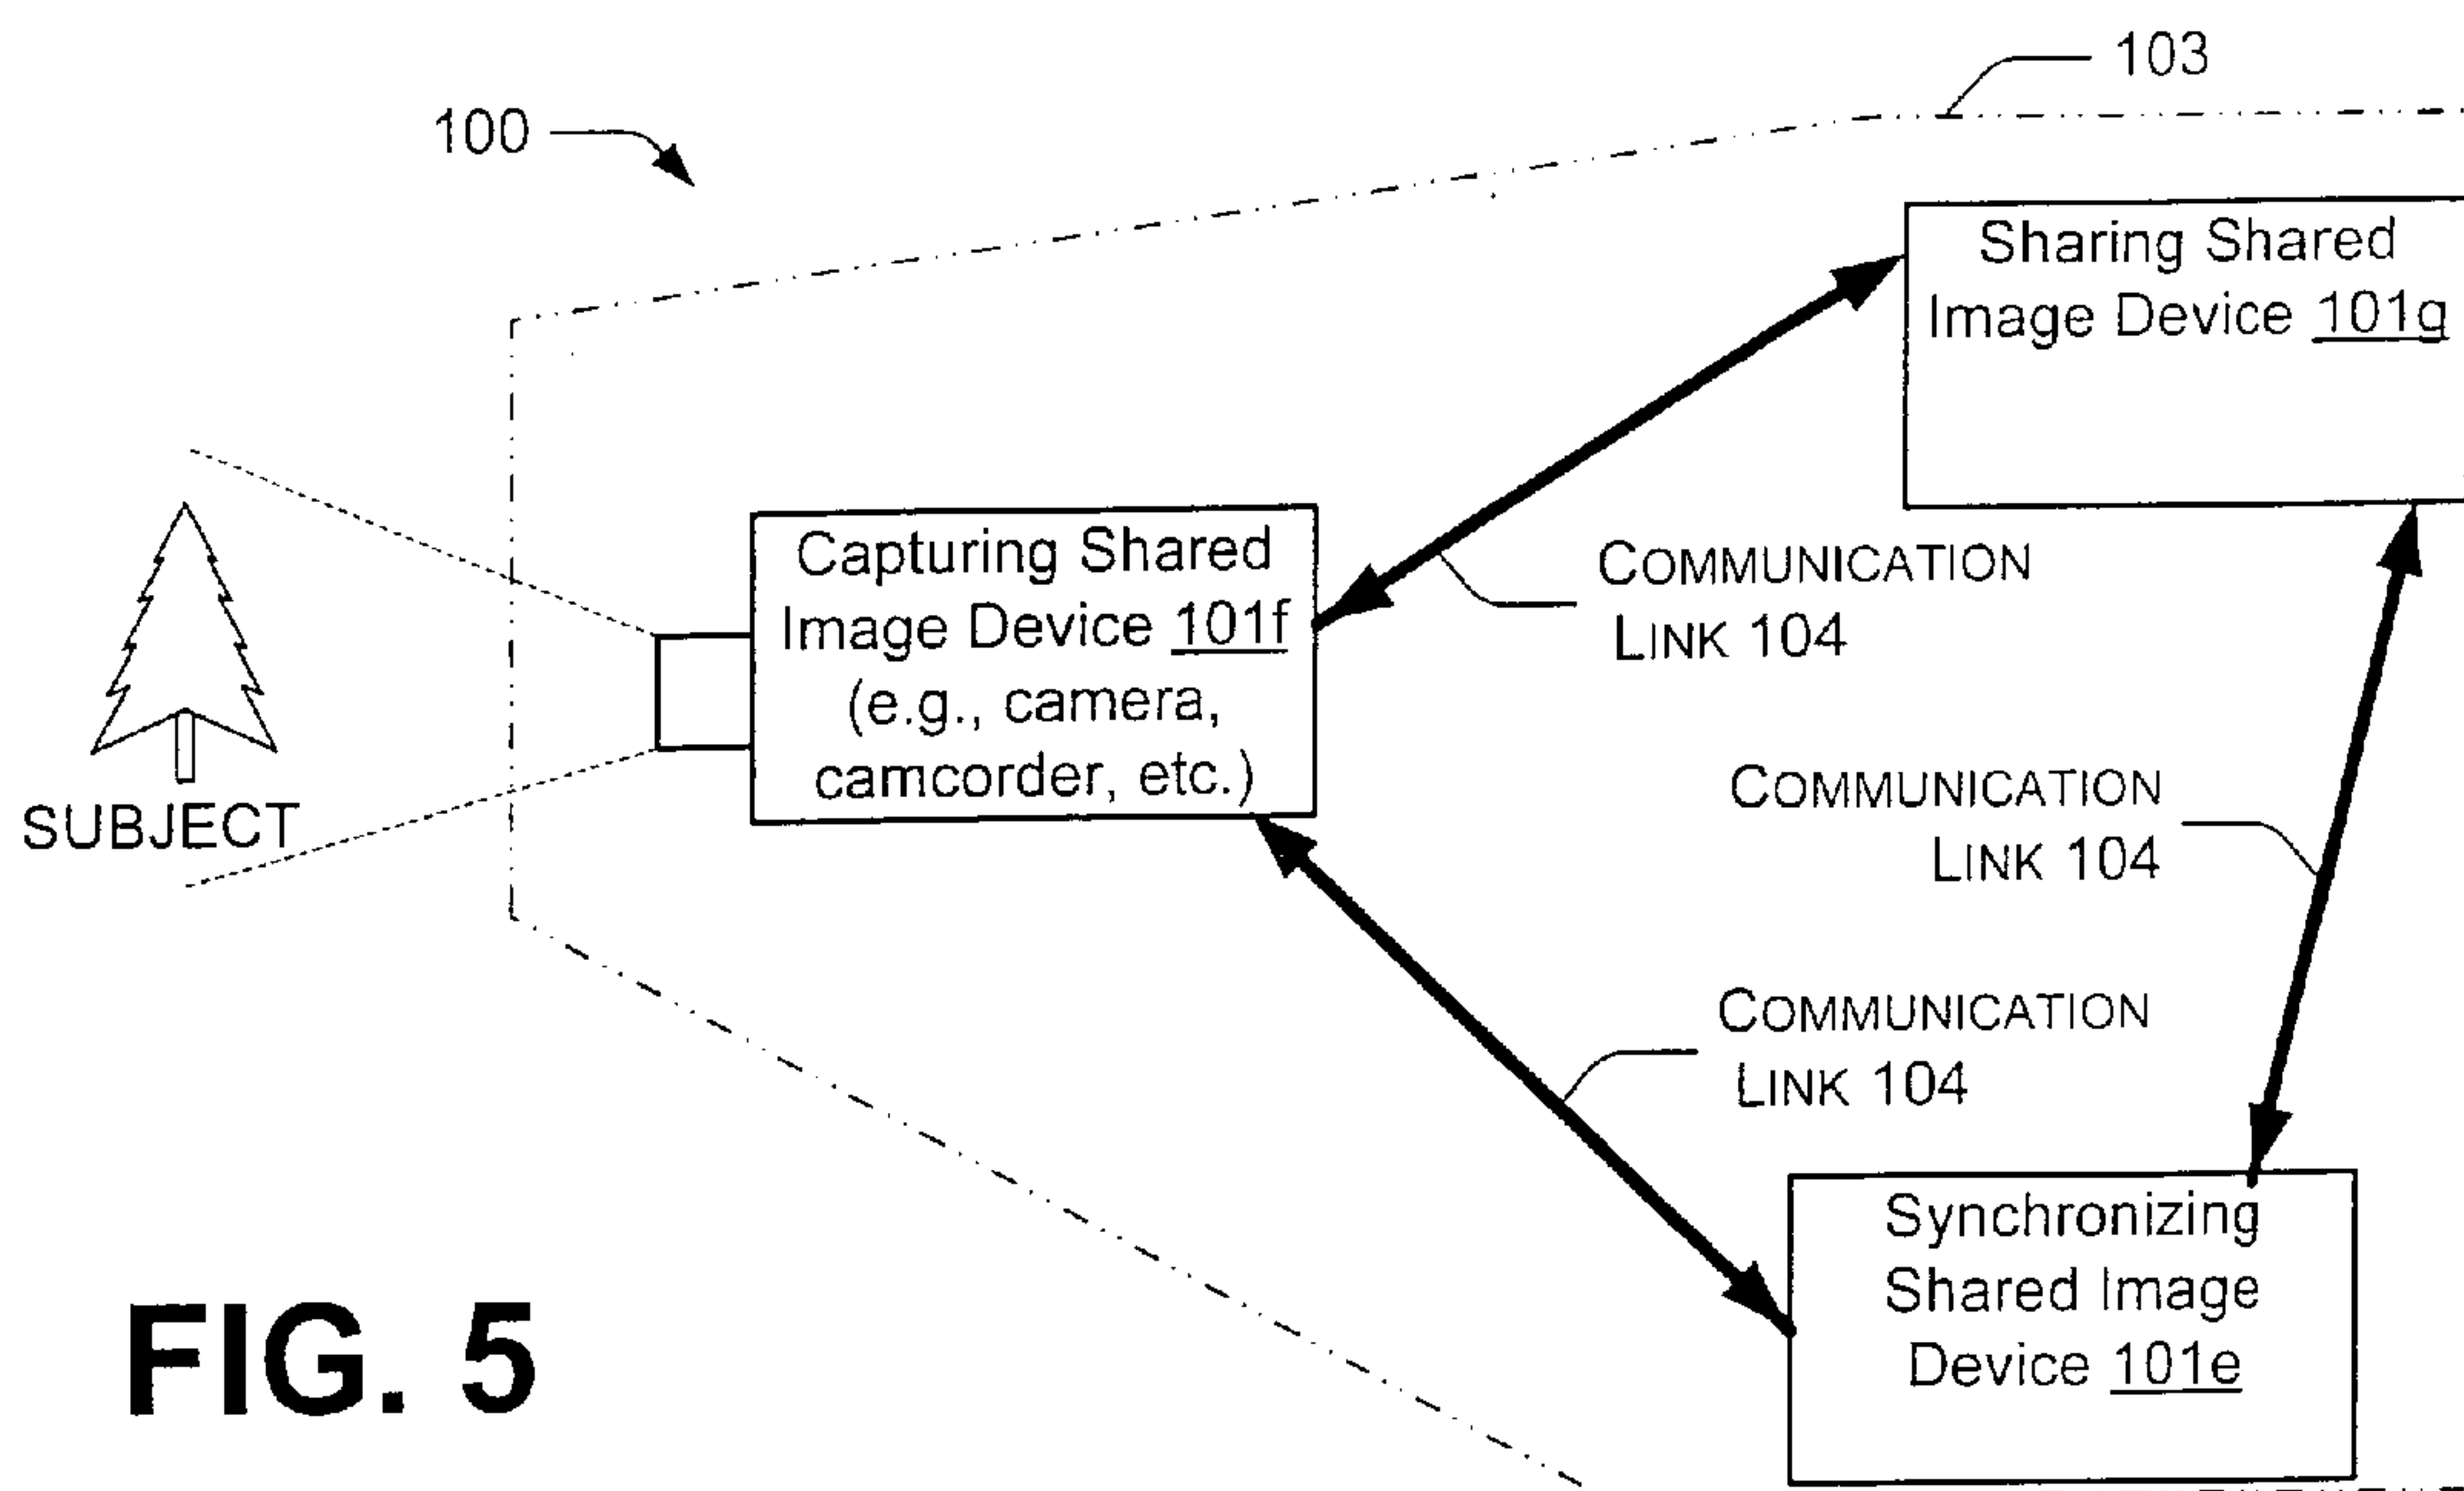 103
100
Sharing Shared
Image Device 101g
Capturing Shared
Image Device 101f
(e.g., camera,
camcorder, etc.)
COMMUNICATION
LINK 104
SUBJECT
COMMUNICATION
LINK 104
COMMUNICATION
LINK 104
Synchronizing
Shared Image
Device 101e
FIG. 5